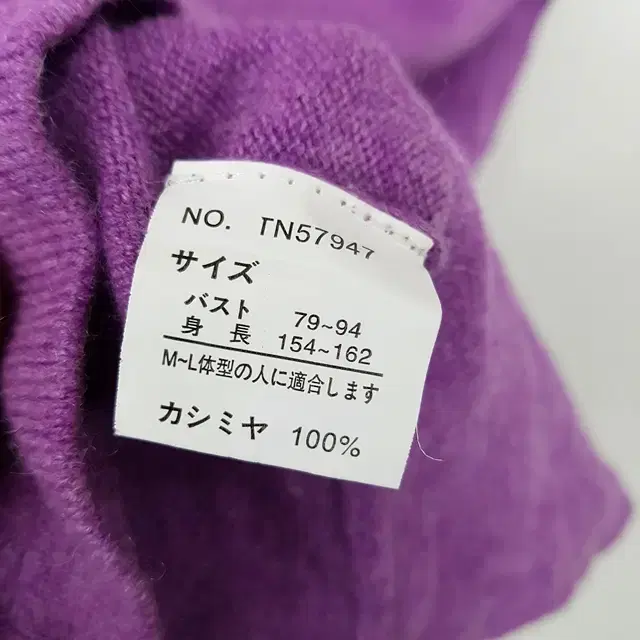 NO. TN57947
サイズ
バスト 79~94
身長 154~162
M~L体型の人に適合します
カシミヤ 100%